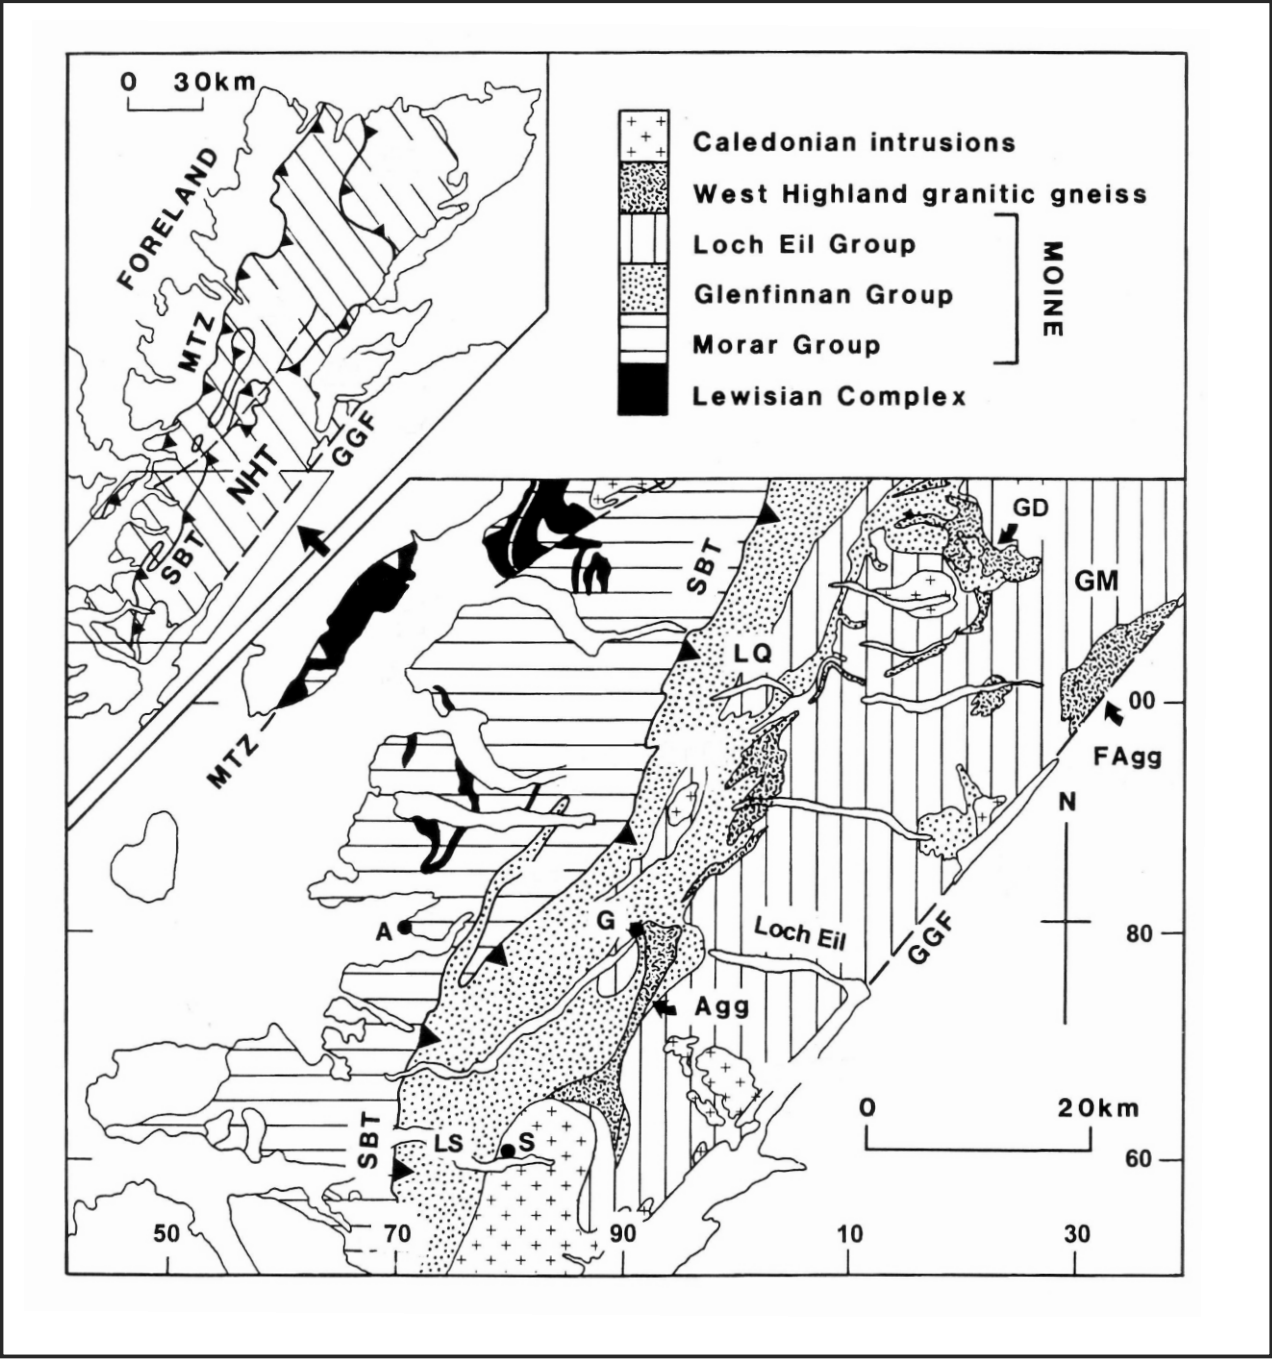 0 30km
FORELAND
MTZ
GGF
NHT
SBT
Caledonian intrusions
West Highland granitic gneiss
Loch Eil Group
Glenfinnan Group
Morar Group
Lewisian Complex
MOINE
GD
SBT
GM
LQ
00
MTZ
FAgg
N
G
A
Loch Eil
GGF
80
Agg
0 20km
SBT
LS
S
60
50 70 90 10 30